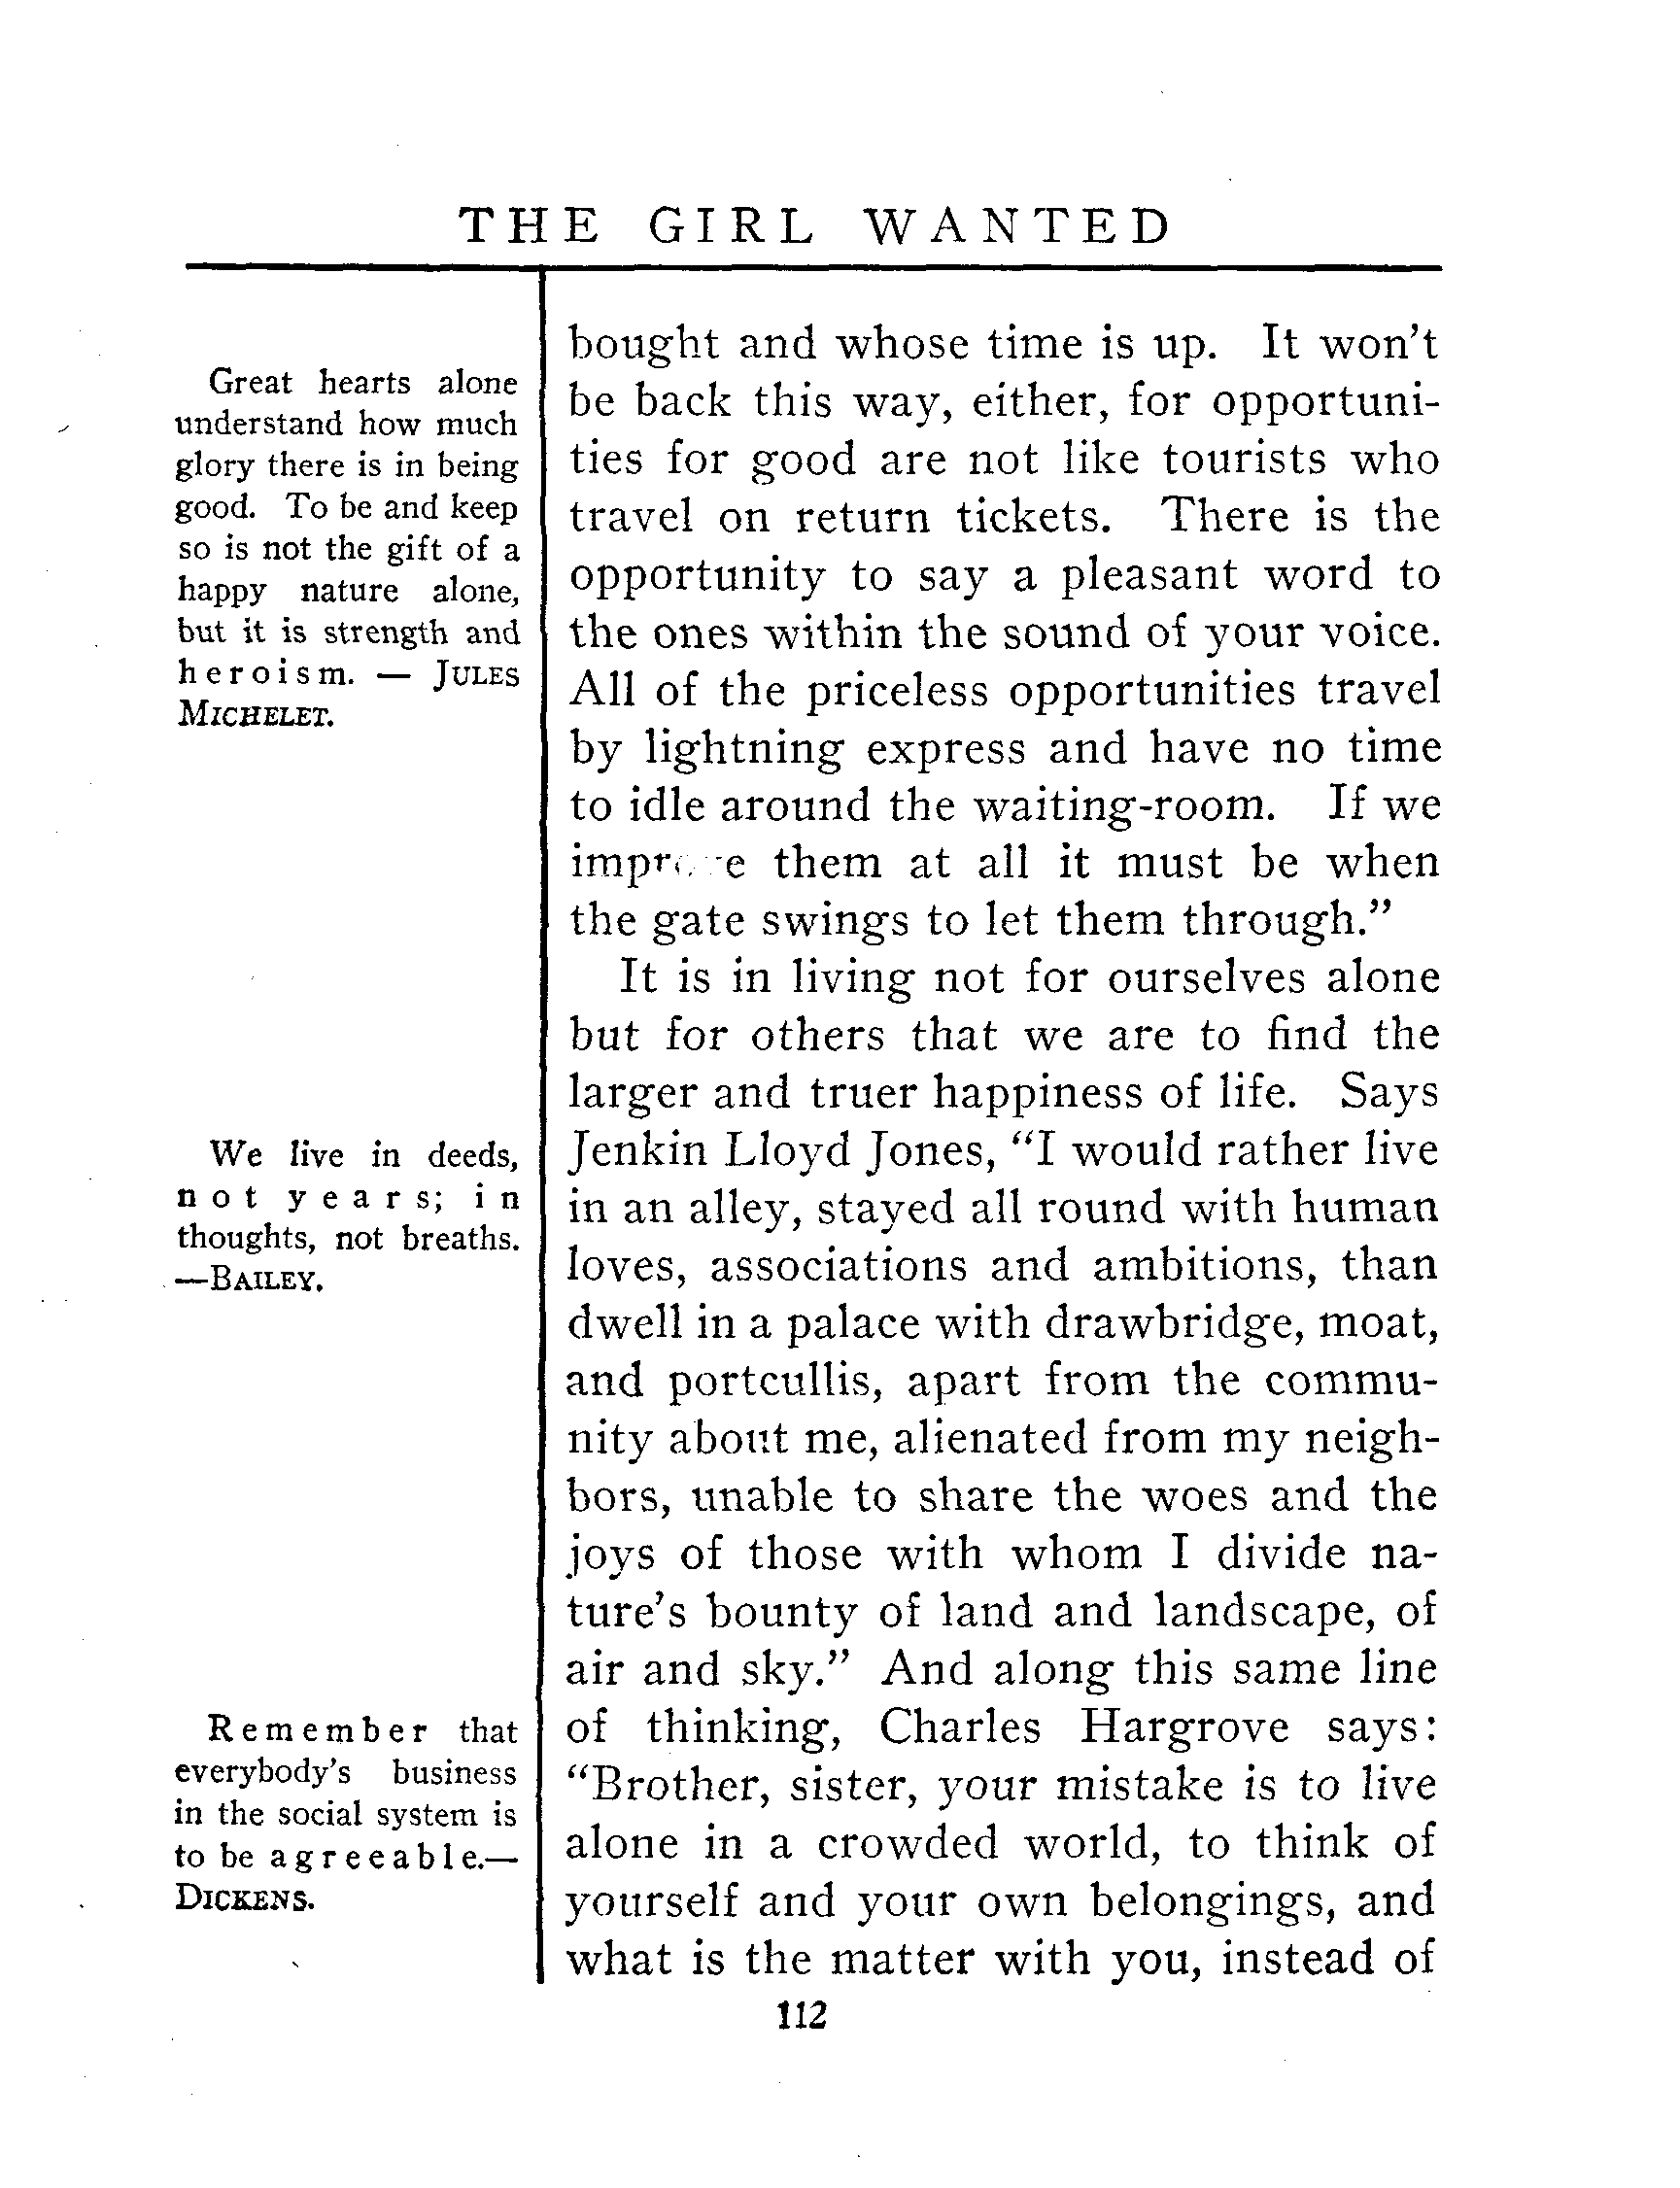 THE GIRL WANTED
Great hearts alone
understand how much
glory there is in being
good. To be and keep
so is not the gift of a
happy nature alone,
but it is strength and
heroism. — JULES
MICHELET.
We live in deeds,
not years; in
thoughts, not breaths.
—BAILEY.
Remember that
everybody's business
in the social system is
to be agreeable.—
DICKENS.
bought and whose time is up. It won't
be back this way, either, for opportuni-
ties for good are not like tourists who
travel on return tickets. There is the
opportunity to say a pleasant word to
the ones within the sound of your voice.
All of the priceless opportunities travel
by lightning express and have no time
to idle around the waiting-room. If we
them at all it must be when
the gate swings to let them through."
It is in living not for ourselves alone
but for others that we are to find the
larger and truer happiness of life. Says
Jenkin Lloyd Jones, "I would rather live
in an alley, stayed all round with human
loves, associations and ambitions, than
dwell in a palace with drawbridge, moat,
and portcullis, apart from the commu-
nity about me, alienated from my neigh-
bors, unable to share the woes and the
joys of those with whom I divide na-
ture's bounty of land and landscape, of
air and sky." And along this same line
of thinking, Charles Hargrove says:
"Brother, sister, your mistake is to live
alone in a crowded world, to think of
yourself and your own belongings, and
what is the matter with you, instead of
112